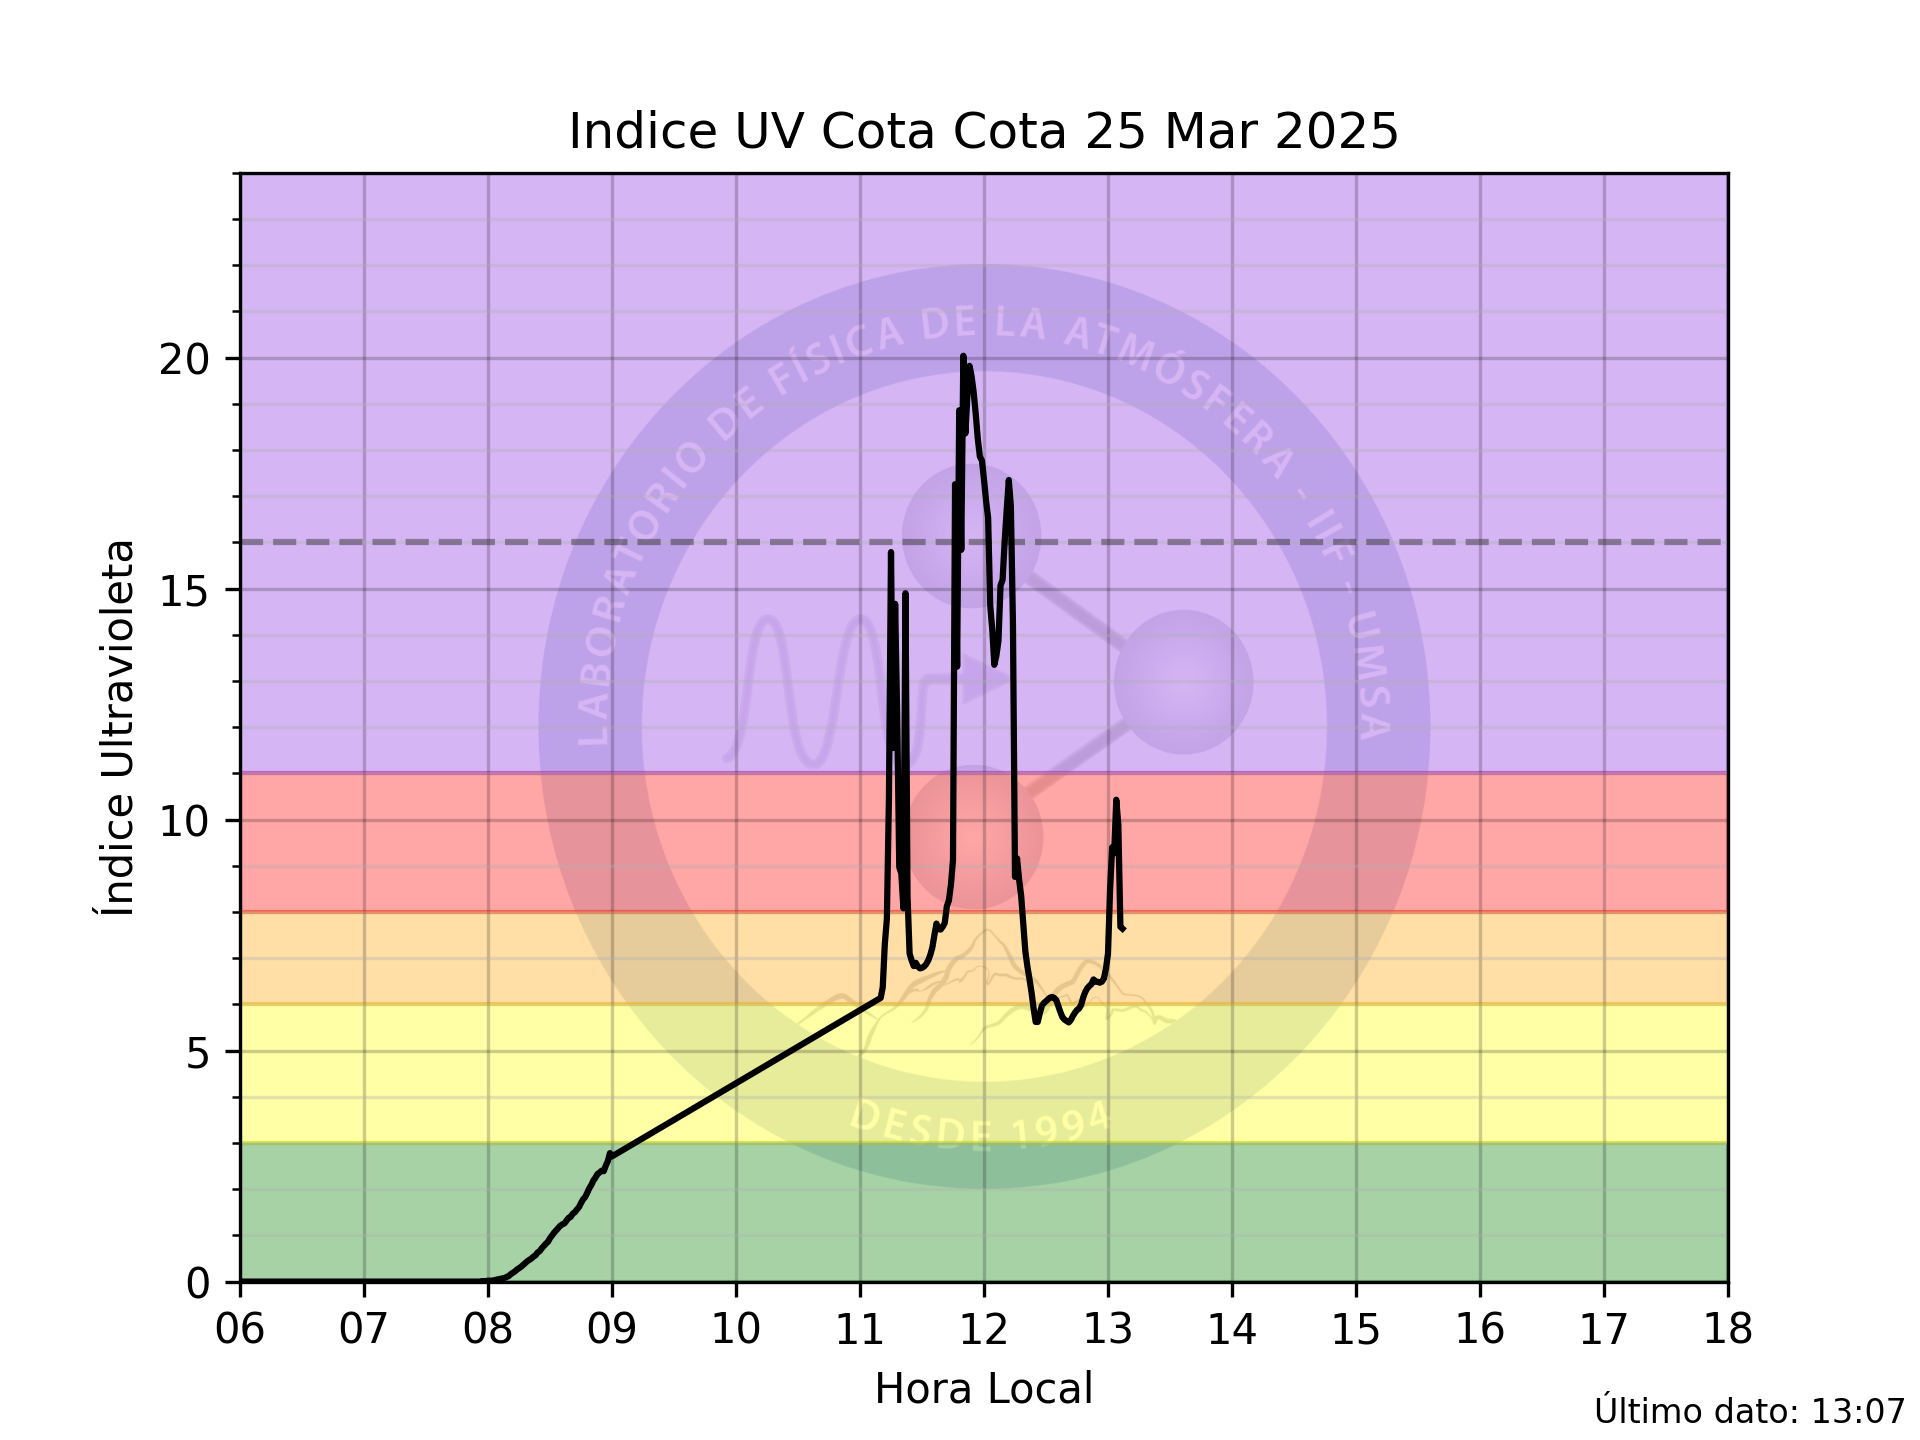 Indice UV Cota Cota 25 Mar 2025
Índice Ultravioleta
20
15
10
5
0
LABORATORIO DE FÍSICA DE LA ATMÓSFERA - IIF - UMSA
DESDE 1994
06 07 08 09 10 11 12 13 14 15 16 17 18
Hora Local
Último dato: 13:07